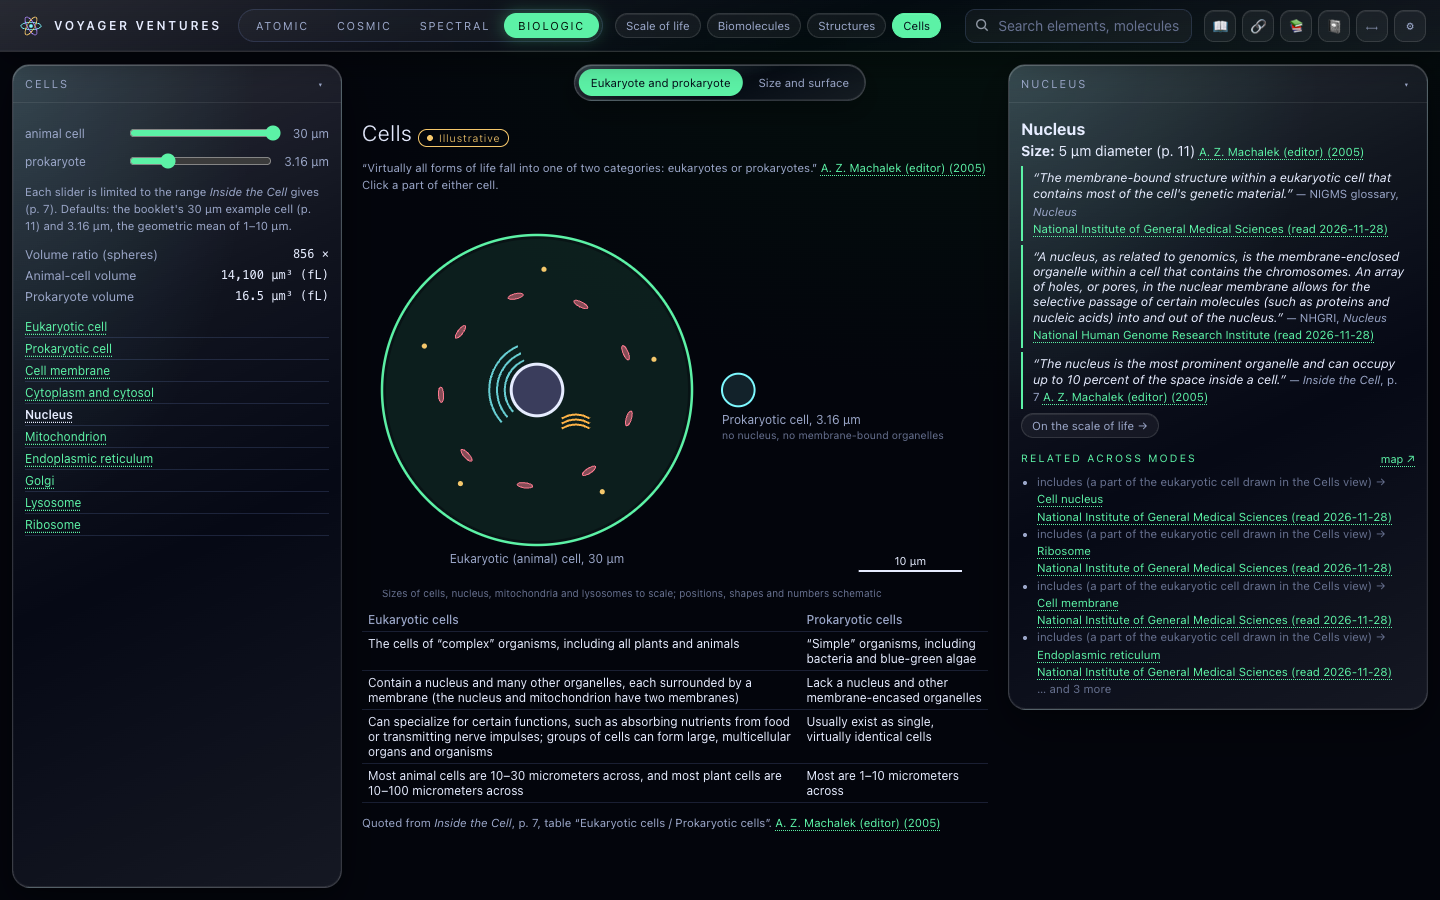 VOYAGER VENTURES
ATOMIC COSMIC SPECTRAL BIOLOGIC
Scale of life Biomolecules Structures Cells
Search elements, molecules
CELLS
animal cell 30 µm
prokaryote 3.16 µm
Each slider is limited to the range Inside the Cell gives
(p. 7). Defaults: the booklet's 30 µm example cell (p.
11) and 3.16 µm, the geometric mean of 1–10 µm.
Volume ratio (spheres) 856 ×
Animal-cell volume 14,100 µm³ (fL)
Prokaryote volume 16.5 µm³ (fL)
Eukaryotic cell
Prokaryotic cell
Cell membrane
Cytoplasm and cytosol
Nucleus
Mitochondrion
Endoplasmic reticulum
Golgi
Lysosome
Ribosome
Eukaryote and prokaryote Size and surface
Cells Illustrative
“Virtually all forms of life fall into one of two categories: eukaryotes or prokaryotes.” A. Z. Machalek (editor) (2005)
Click a part of either cell.
Prokaryotic cell, 3.16 µm
no nucleus, no membrane-bound organelles
Eukaryotic (animal) cell, 30 µm
10 µm
Sizes of cells, nucleus, mitochondria and lysosomes to scale; positions, shapes and numbers schematic
Eukaryotic cells Prokaryotic cells
The cells of “complex” organisms, including all plants and animals
“Simple” organisms, including
bacteria and blue-green algae
Contain a nucleus and many other organelles, each surrounded by a
membrane (the nucleus and mitochondrion have two membranes)
Lack a nucleus and other
membrane-encased organelles
Can specialize for certain functions, such as absorbing nutrients from food
or transmitting nerve impulses; groups of cells can form large, multicellular
organs and organisms
Usually exist as single,
virtually identical cells
Most animal cells are 10–30 micrometers across, and most plant cells are
10–100 micrometers across
Most are 1–10 micrometers
across
Quoted from Inside the Cell, p. 7, table “Eukaryotic cells / Prokaryotic cells”. A. Z. Machalek (editor) (2005)
NUCLEUS
Nucleus
Size: 5 µm diameter (p. 11) A. Z. Machalek (editor) (2005)
“The membrane-bound structure within a eukaryotic cell that
contains most of the cell's genetic material.” — NIGMS glossary,
Nucleus
National Institute of General Medical Sciences (read 2026-11-28)
“A nucleus, as related to genomics, is the membrane-enclosed
organelle within a cell that contains the chromosomes. An array
of holes, or pores, in the nuclear membrane allows for the
selective passage of certain molecules (such as proteins and
nucleic acids) into and out of the nucleus.” — NHGRI, Nucleus
National Human Genome Research Institute (read 2026-11-28)
“The nucleus is the most prominent organelle and can occupy
up to 10 percent of the space inside a cell.” — Inside the Cell, p.
7 A. Z. Machalek (editor) (2005)
On the scale of life →
RELATED ACROSS MODES map ↗
includes (a part of the eukaryotic cell drawn in the Cells view) →
Cell nucleus
National Institute of General Medical Sciences (read 2026-11-28)
includes (a part of the eukaryotic cell drawn in the Cells view) →
Ribosome
National Institute of General Medical Sciences (read 2026-11-28)
includes (a part of the eukaryotic cell drawn in the Cells view) →
Cell membrane
National Institute of General Medical Sciences (read 2026-11-28)
includes (a part of the eukaryotic cell drawn in the Cells view) →
Endoplasmic reticulum
National Institute of General Medical Sciences (read 2026-11-28)
… and 3 more